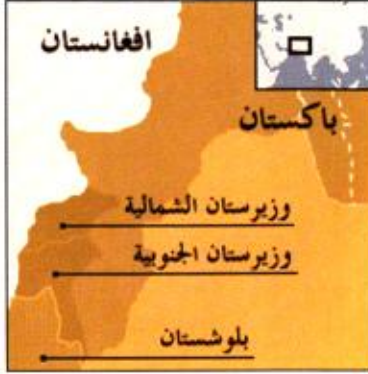 افغانستان
باكستان
وزيرستان الشمالية
وزيرستان الجنوبية
بلوشستان